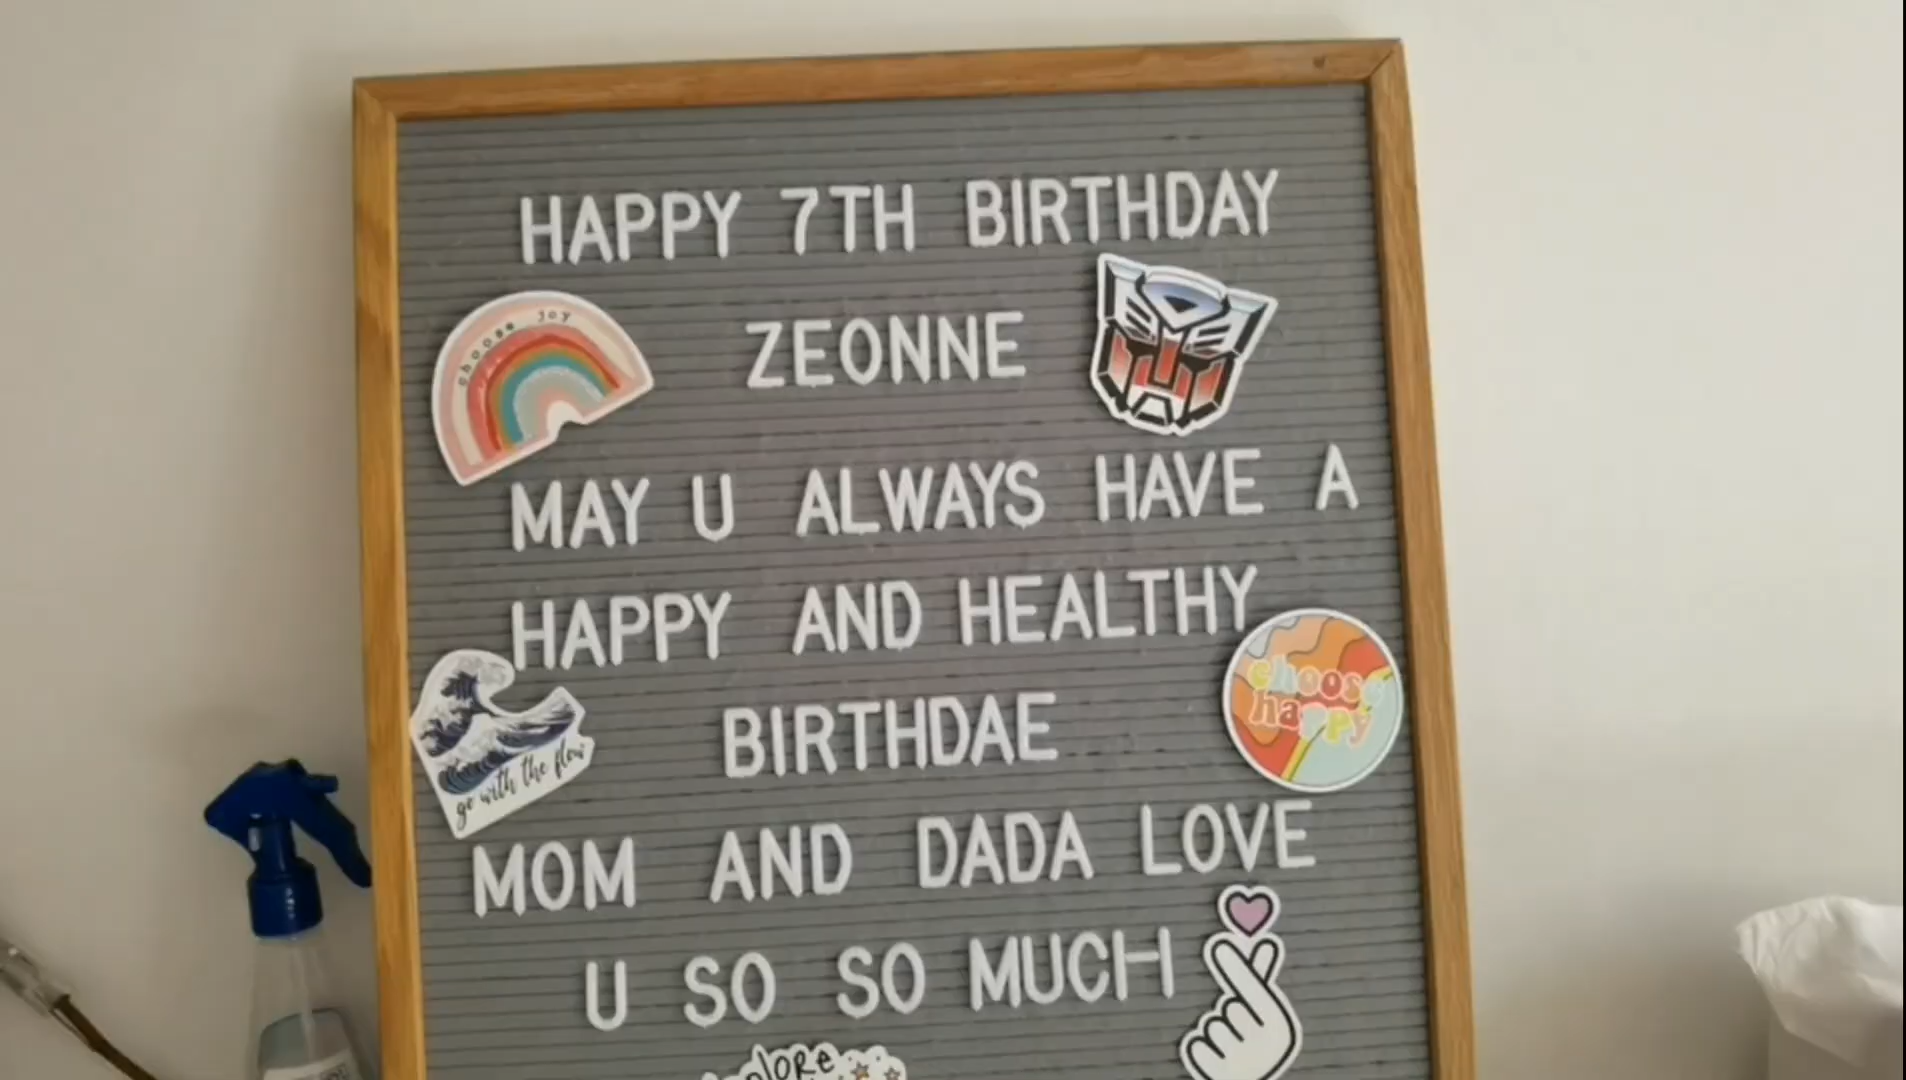 HAPPY 7TH BIRTHDAY
choose joy
ZEONNE
MAY U ALWAYS HAVE A
HAPPY AND HEALTHY
choose
happy
BIRTHDAE
go with the flow
MOM AND DADA LOVE
U SO SO MUCH